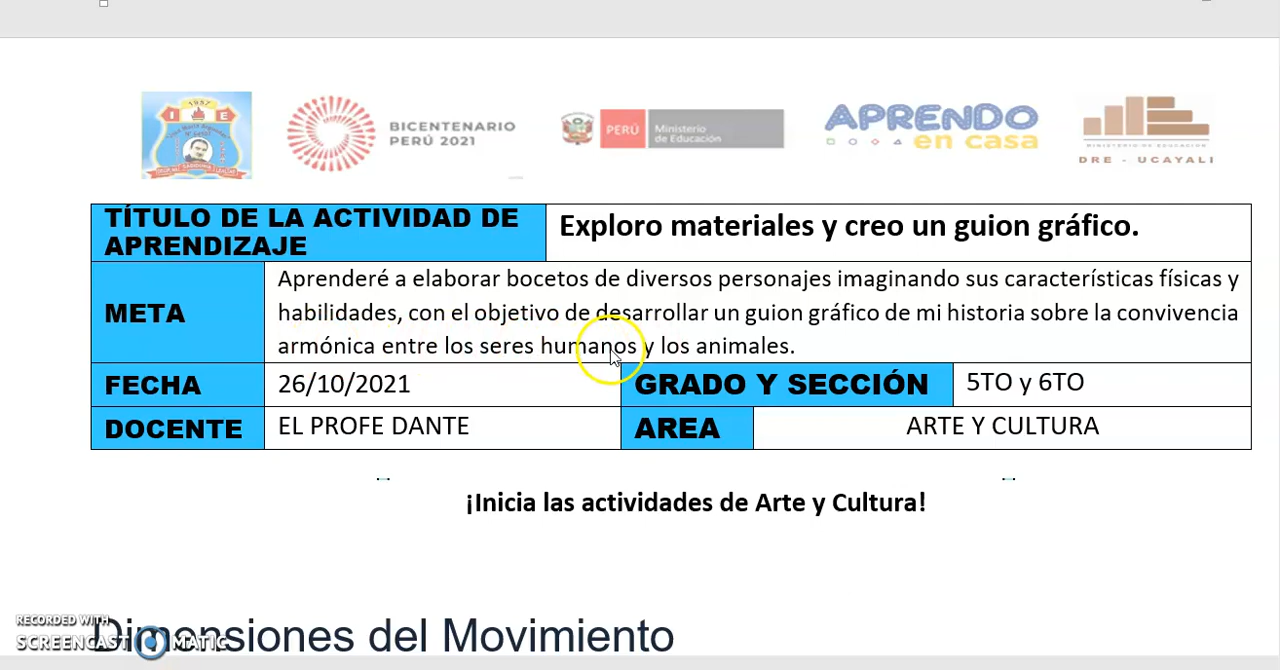 1957
I E
BICENTENARIO
PERÚ 2021
PERÚ
Ministerio
de Educación
APRENDO
en casa
MINISTERIO DE EDUCACIÓN
DRE - UCAYALI
TÍTULO DE LA ACTIVIDAD DE
APRENDIZAJE
Exploro materiales y creo un guion gráfico.
META
Aprenderé a elaborar bocetos de diversos personajes imaginando sus características físicas y
habilidades, con el objetivo de desarrollar un guion gráfico de mi historia sobre la convivencia
armónica entre los seres humanos y los animales.
FECHA
26/10/2021
GRADO Y SECCIÓN
5TO y 6TO
DOCENTE
EL PROFE DANTE
AREA
ARTE Y CULTURA
¡Inicia las actividades de Arte y Cultura!
Dimensiones del Movimiento
RECORDED WITH
SCREENCAST MATIC